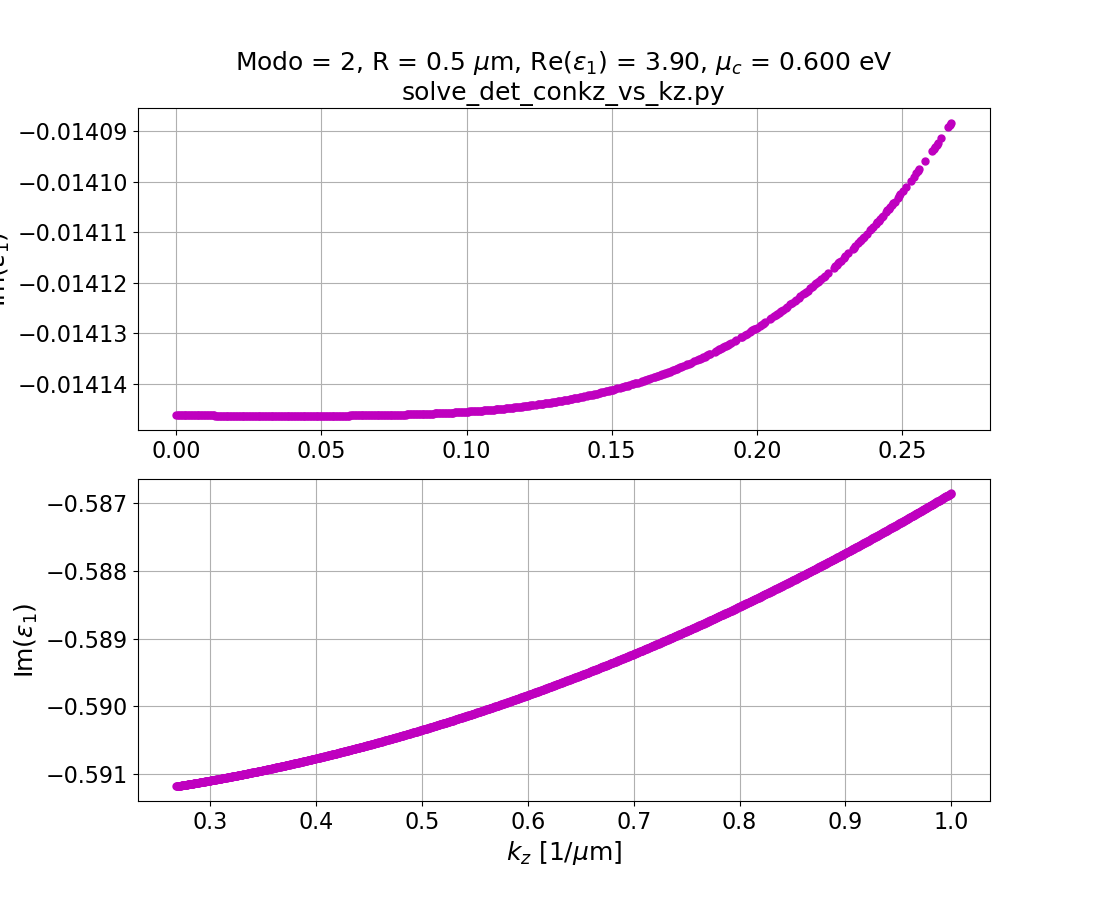 Modo = 2, R = 0.5 μm, Re(ε₁) = 3.90, μ_c = 0.600 eV
solve_det_conkz_vs_kz.py
−0.01409
−0.01410
−0.01411
−0.01412
−0.01413
−0.01414
0.00 0.05 0.10 0.15 0.20 0.25
Im(ε₁)
−0.587
−0.588
−0.589
−0.590
−0.591
0.3 0.4 0.5 0.6 0.7 0.8 0.9 1.0
k_z [1/μm]